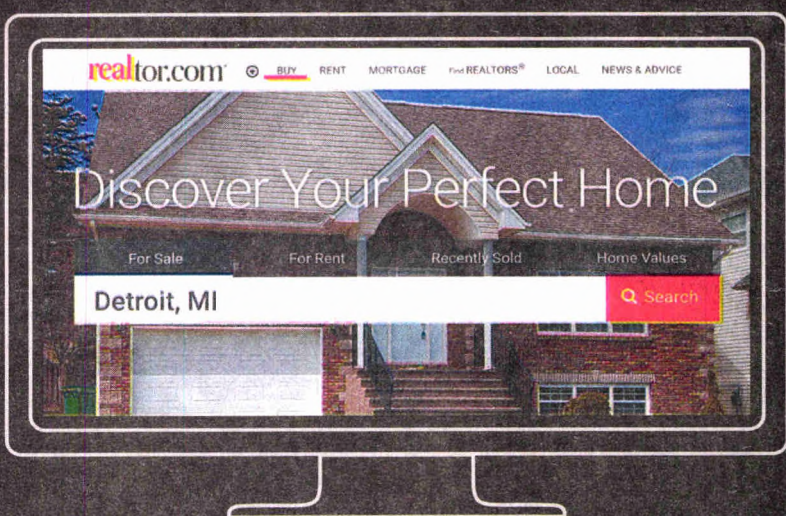 realtor.com® BUY RENT MORTGAGE Find REALTORS® LOCAL NEWS & ADVICE
Discover Your Perfect Home
For Sale For Rent Recently Sold Home Values
Detroit, MI Search